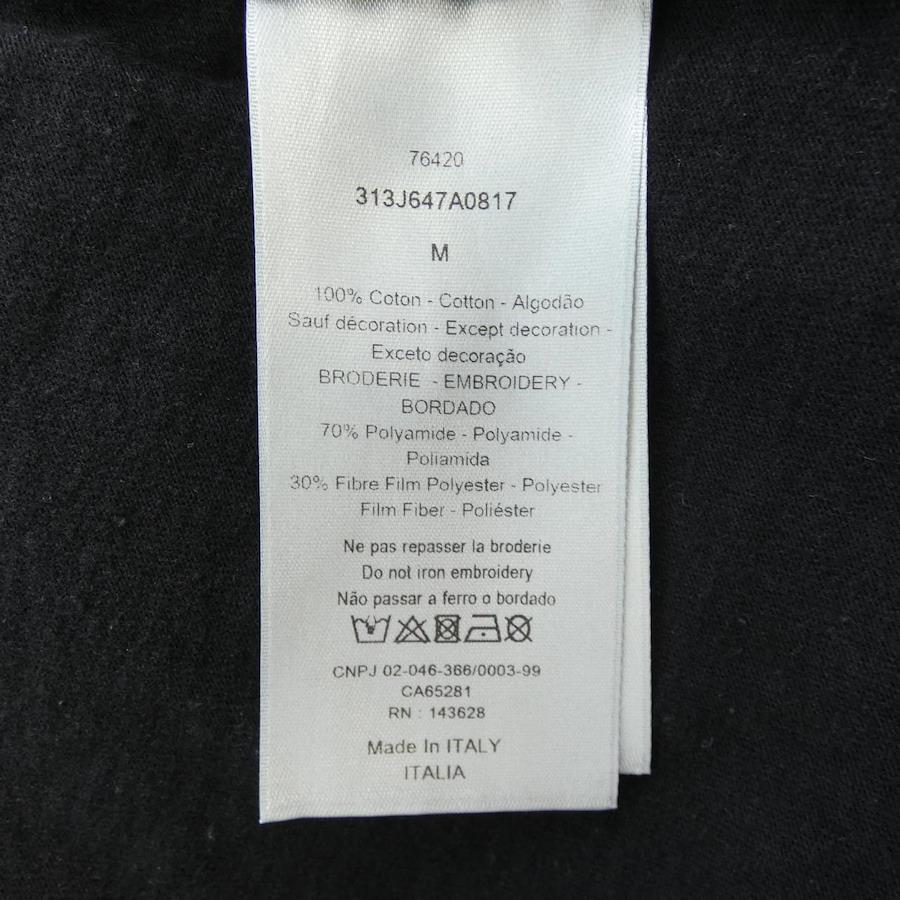 76420
313J647A0817
M
100% Coton - Cotton - Algodão
Sauf décoration - Except decoration -
Exceto decoração
BRODERIE - EMBROIDERY -
BORDADO
70% Polyamide - Polyamide -
Poliamida
30% Fibre Film Polyester - Polyester
Film Fiber - Poliéster
Ne pas repasser la broderie
Do not iron embroidery
Não passar a ferro o bordado
CNPJ 02-046-366/0003-99
CA65281
RN : 143628
Made In ITALY
ITALIA